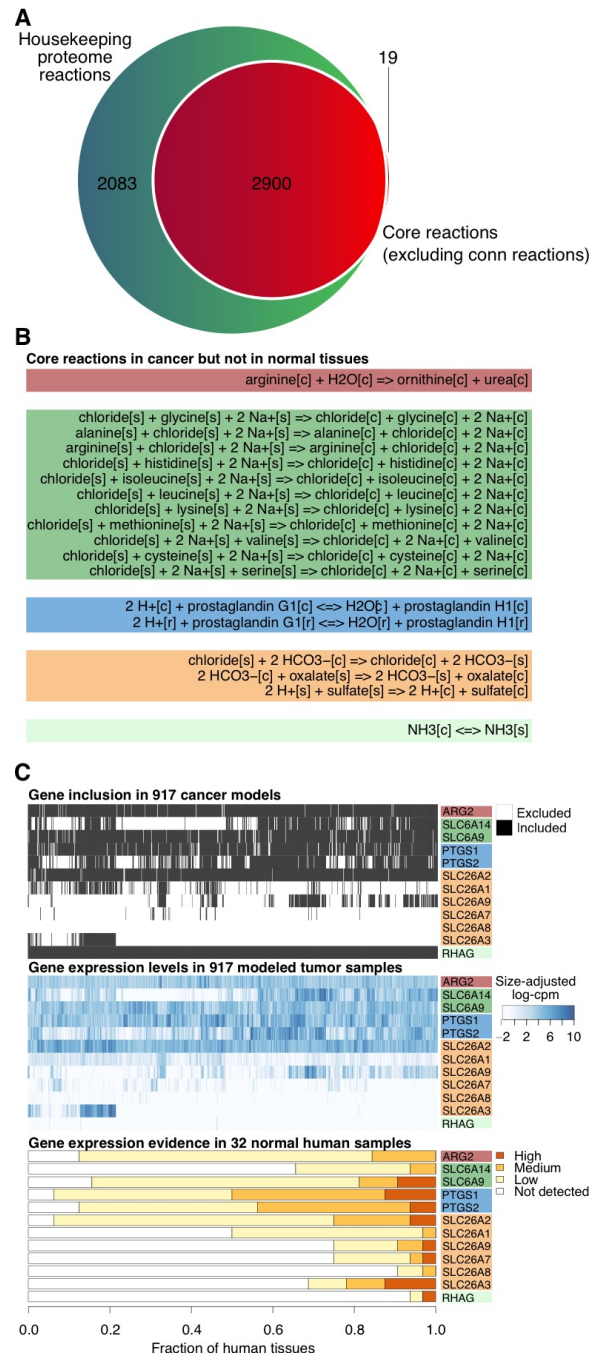 A
Housekeeping
proteome
reactions
19
2083
2900
Core reactions
(excluding conn reactions)
B
Core reactions in cancer but not in normal tissues
arginine[c] + H2O[c] => ornithine[c] + urea[c]
chloride[s] + glycine[s] + 2 Na+[s] => chloride[c] + glycine[c] + 2 Na+[c]
alanine[s] + chloride[s] + 2 Na+[s] => alanine[c] + chloride[c] + 2 Na+[c]
arginine[s] + chloride[s] + 2 Na+[s] => arginine[c] + chloride[c] + 2 Na+[c]
chloride[s] + histidine[s] + 2 Na+[s] => chloride[c] + histidine[c] + 2 Na+[c]
chloride[s] + isoleucine[s] + 2 Na+[s] => chloride[c] + isoleucine[c] + 2 Na+[c]
chloride[s] + leucine[s] + 2 Na+[s] => chloride[c] + leucine[c] + 2 Na+[c]
chloride[s] + lysine[s] + 2 Na+[s] => chloride[c] + lysine[c] + 2 Na+[c]
chloride[s] + methionine[s] + 2 Na+[s] => chloride[c] + methionine[c] + 2 Na+[c]
chloride[s] + 2 Na+[s] + valine[s] => chloride[c] + 2 Na+[c] + valine[c]
chloride[s] + cysteine[s] + 2 Na+[s] => chloride[c] + cysteine[c] + 2 Na+[c]
chloride[s] + 2 Na+[s] + serine[s] => chloride[c] + 2 Na+[c] + serine[c]
2 H+[c] + prostaglandin G1[c] <=> H2O[c] + prostaglandin H1[c]
2 H+[r] + prostaglandin G1[r] <=> H2O[r] + prostaglandin H1[r]
chloride[s] + 2 HCO3−[c] => chloride[c] + 2 HCO3−[s]
2 HCO3−[c] + oxalate[s] => 2 HCO3−[s] + oxalate[c]
2 H+[s] + sulfate[s] => 2 H+[c] + sulfate[c]
NH3[c] <=> NH3[s]
C
Gene inclusion in 917 cancer models
ARG2
SLC6A14
SLC6A9
PTGS1
PTGS2
SLC26A2
SLC26A1
SLC26A9
SLC26A7
SLC26A8
SLC26A3
RHAG
Excluded
Included
Gene expression levels in 917 modeled tumor samples
ARG2
SLC6A14
SLC6A9
PTGS1
PTGS2
SLC26A2
SLC26A1
SLC26A9
SLC26A7
SLC26A8
SLC26A3
RHAG
Size-adjusted
log-cpm
−2 2 6 10
Gene expression evidence in 32 normal human samples
ARG2
SLC6A14
SLC6A9
PTGS1
PTGS2
SLC26A2
SLC26A1
SLC26A9
SLC26A7
SLC26A8
SLC26A3
RHAG
High
Medium
Low
Not detected
0.0 0.2 0.4 0.6 0.8 1.0
Fraction of human tissues